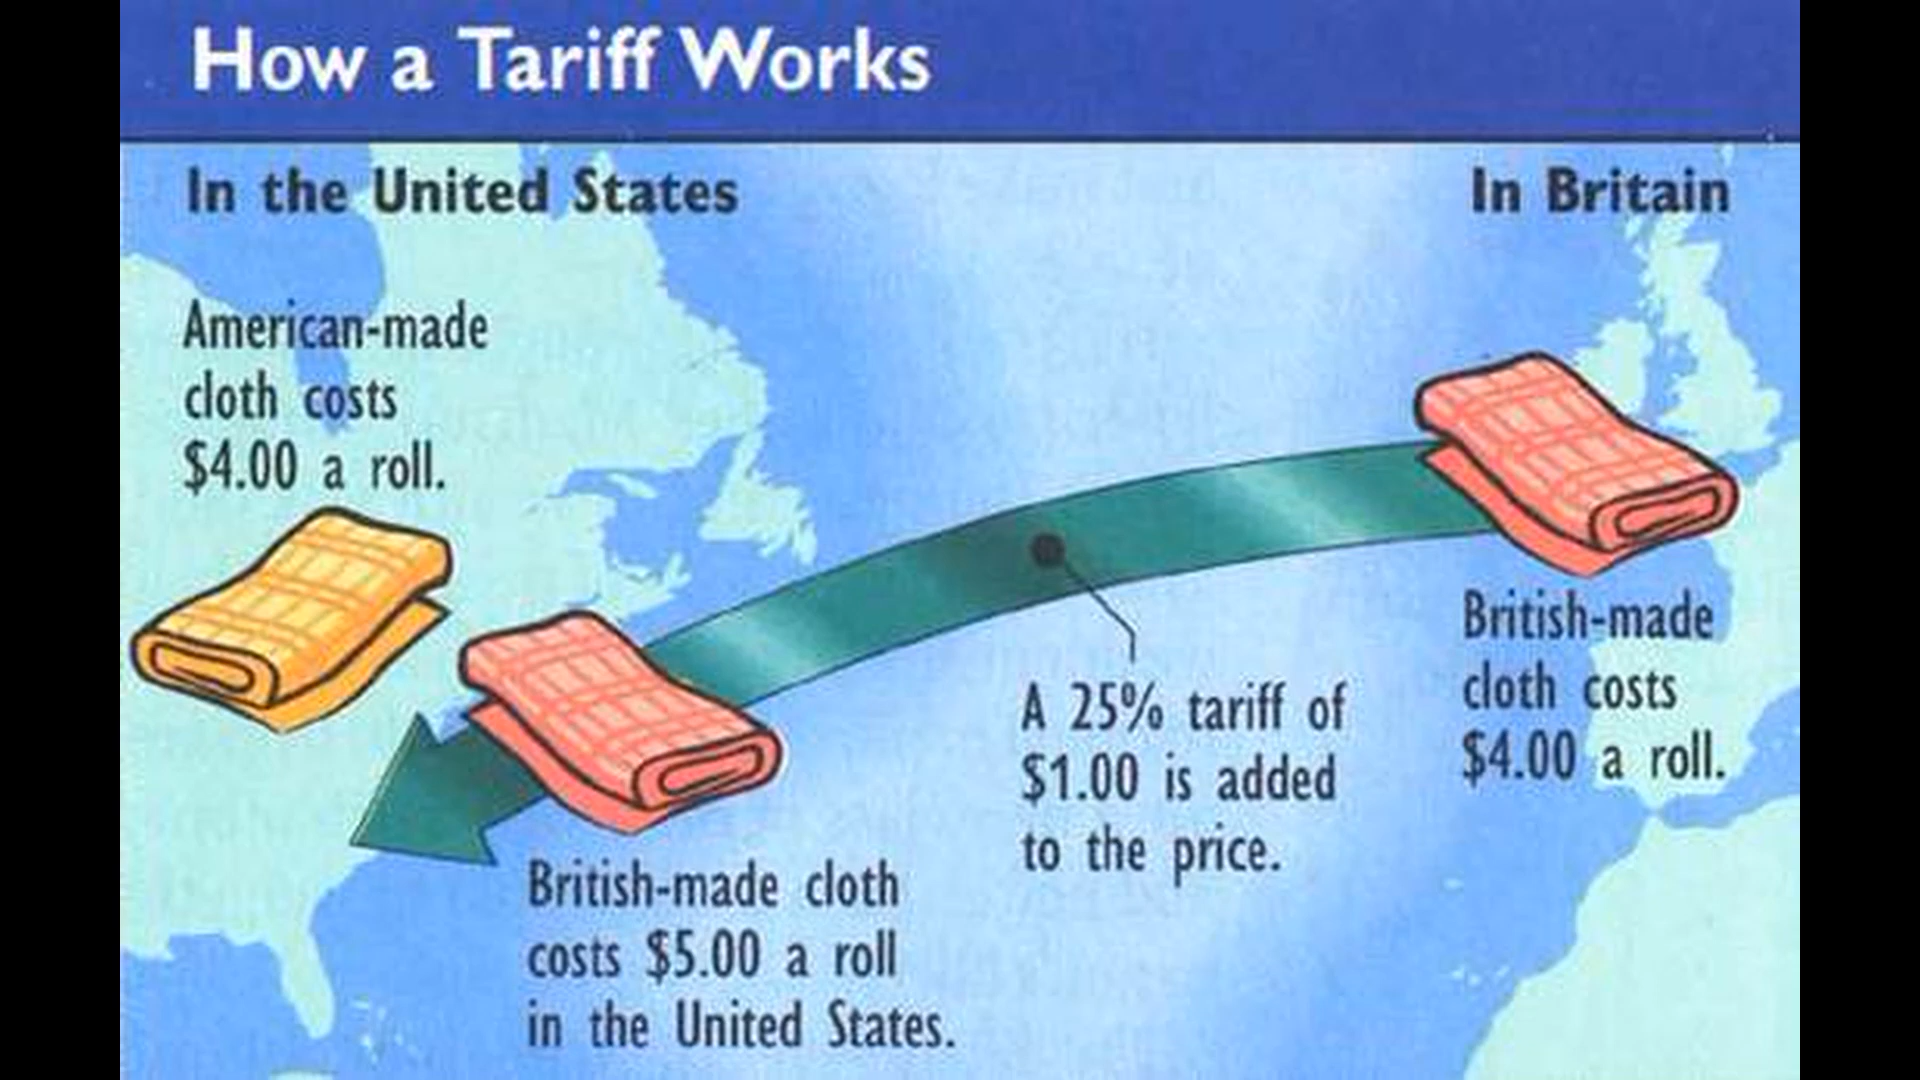 How a Tariff Works
In the United States
In Britain
American-made
cloth costs
$4.00 a roll.
A 25% tariff of
$1.00 is added
to the price.
British-made
cloth costs
$4.00 a roll.
British-made cloth
costs $5.00 a roll
in the United States.